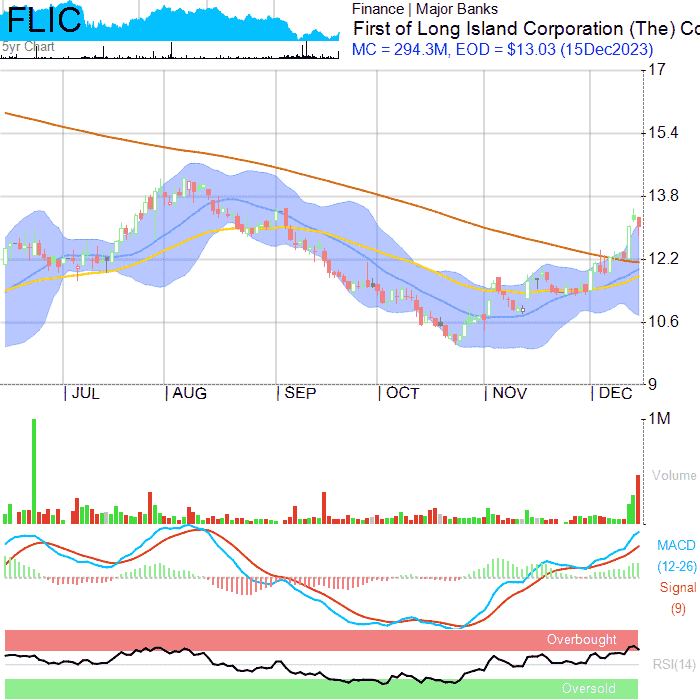 FLIC
5yr Chart
Finance | Major Banks
First of Long Island Corporation (The) Co
MC = 294.3M, EOD = $13.03 (15Dec2023)
17
15.4
13.8
12.2
10.6
9
JUL
AUG
SEP
OCT
NOV
DEC
1M
Volume
MACD
(12-26)
Signal
(9)
Overbought
RSI(14)
Oversold